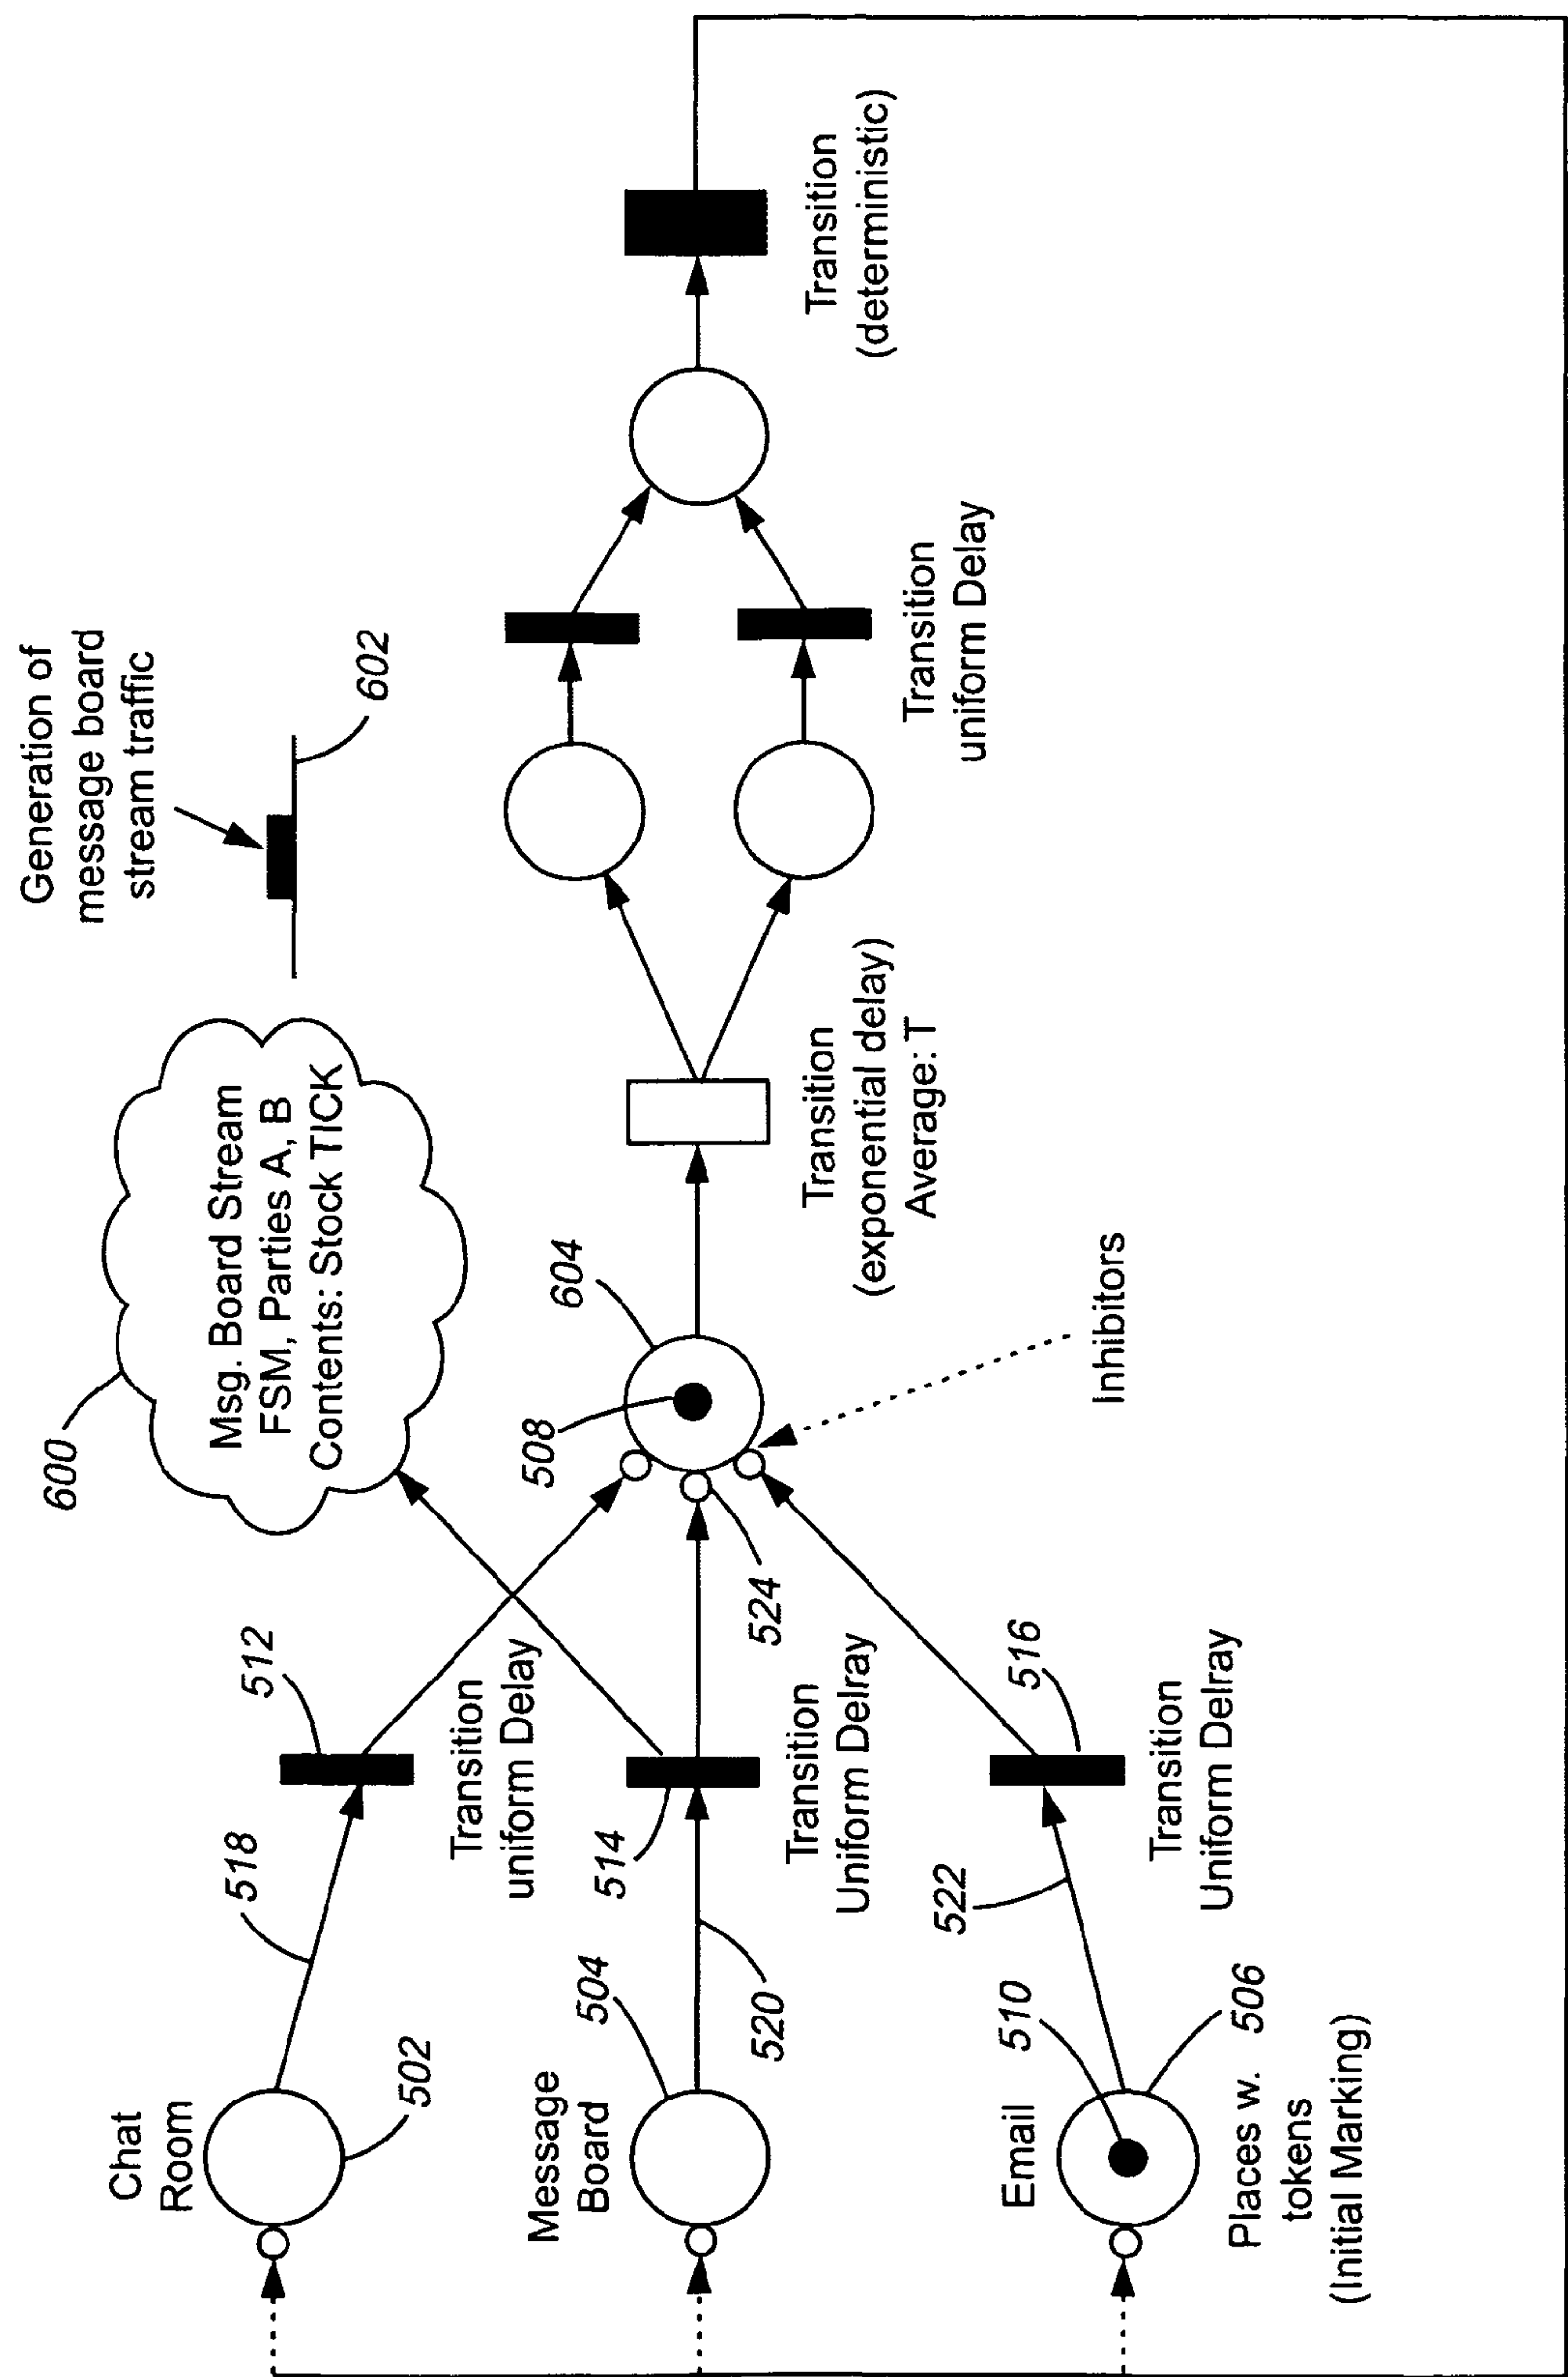 Generation of
message board
stream traffic
602
600
Msg. Board Stream
FSM, Parties A, B
Contents: Stock TICK
Chat
Room
502
518
512
Transition
uniform Delay
508
604
Message
Board
504
520
514
Transition
Uniform Delray
524
Transition
(exponential delay)
Average: T
Transition
uniform Delay
Transition
(deterministic)
Inhibitors
Email
510
506
522
516
Transition
Uniform Delray
Places w.
tokens
(Initial Marking)